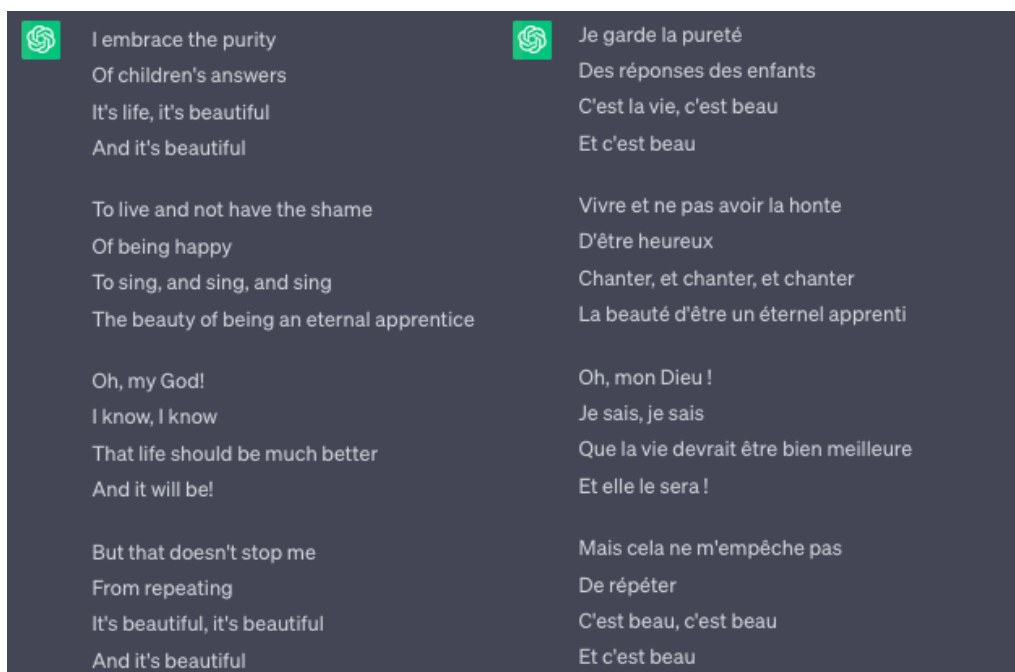 I embrace the purity
Of children's answers
It's life, it's beautiful
And it's beautiful
To live and not have the shame
Of being happy
To sing, and sing, and sing
The beauty of being an eternal apprentice
Oh, my God!
I know, I know
That life should be much better
And it will be!
But that doesn't stop me
From repeating
It's beautiful, it's beautiful
And it's beautiful
Je garde la pureté
Des réponses des enfants
C'est la vie, c'est beau
Et c'est beau
Vivre et ne pas avoir la honte
D'être heureux
Chanter, et chanter, et chanter
La beauté d'être un éternel apprenti
Oh, mon Dieu !
Je sais, je sais
Que la vie devrait être bien meilleure
Et elle le sera !
Mais cela ne m'empêche pas
De répéter
C'est beau, c'est beau
Et c'est beau